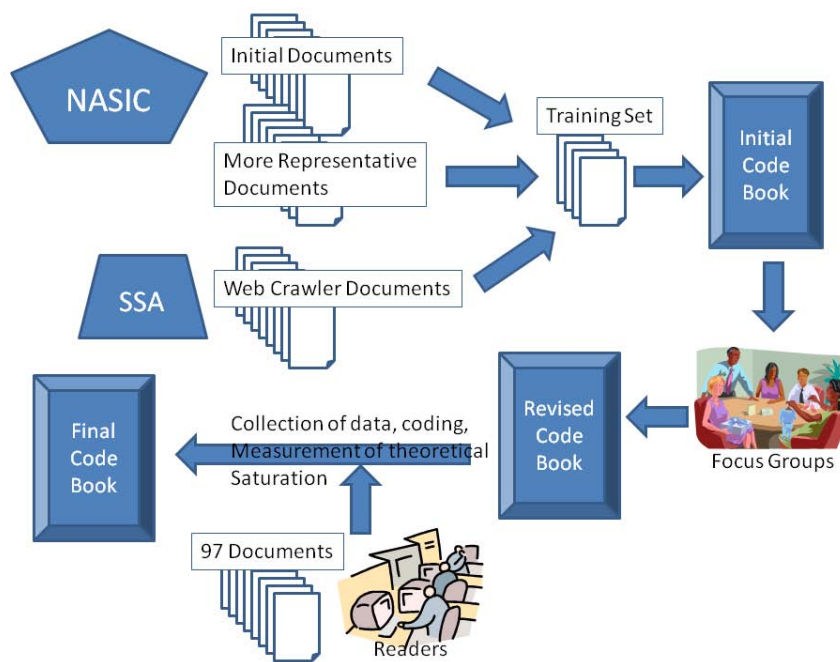 NASIC
Initial Documents
More Representative
Documents
SSA
Web Crawler Documents
Training Set
Initial
Code
Book
Focus Groups
Revised
Code
Book
Collection of data, coding,
Measurement of theoretical
Saturation
Final
Code
Book
97 Documents
Readers